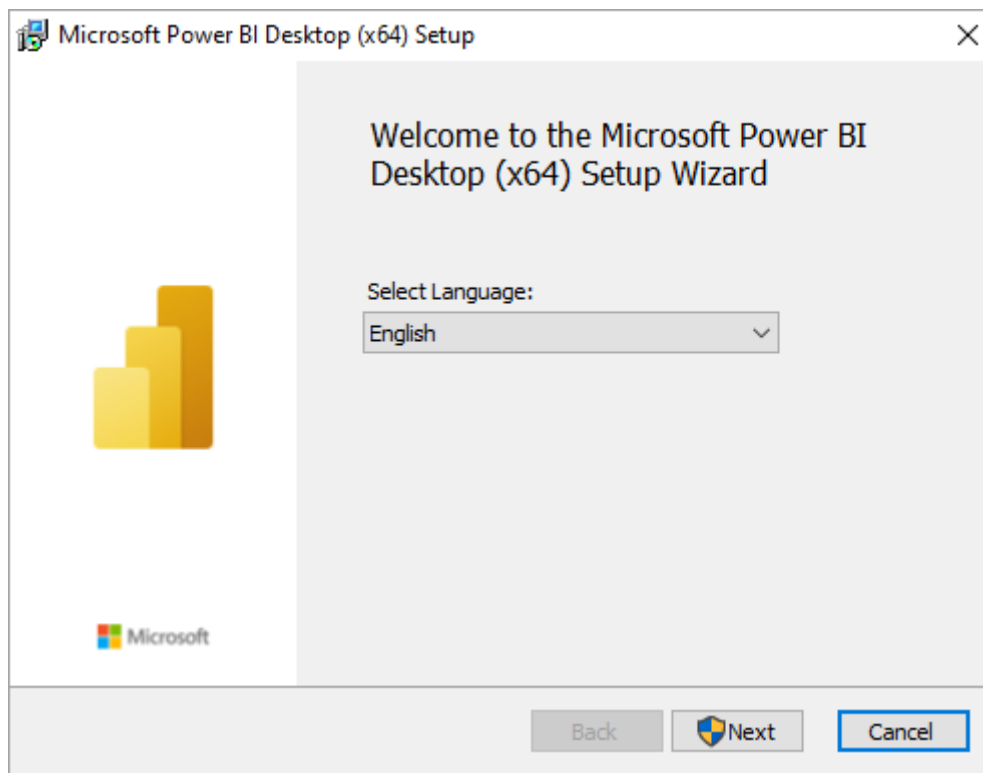 Microsoft Power BI Desktop (x64) Setup
Welcome to the Microsoft Power BI
Desktop (x64) Setup Wizard
Select Language:
English
Microsoft
Back
Next
Cancel